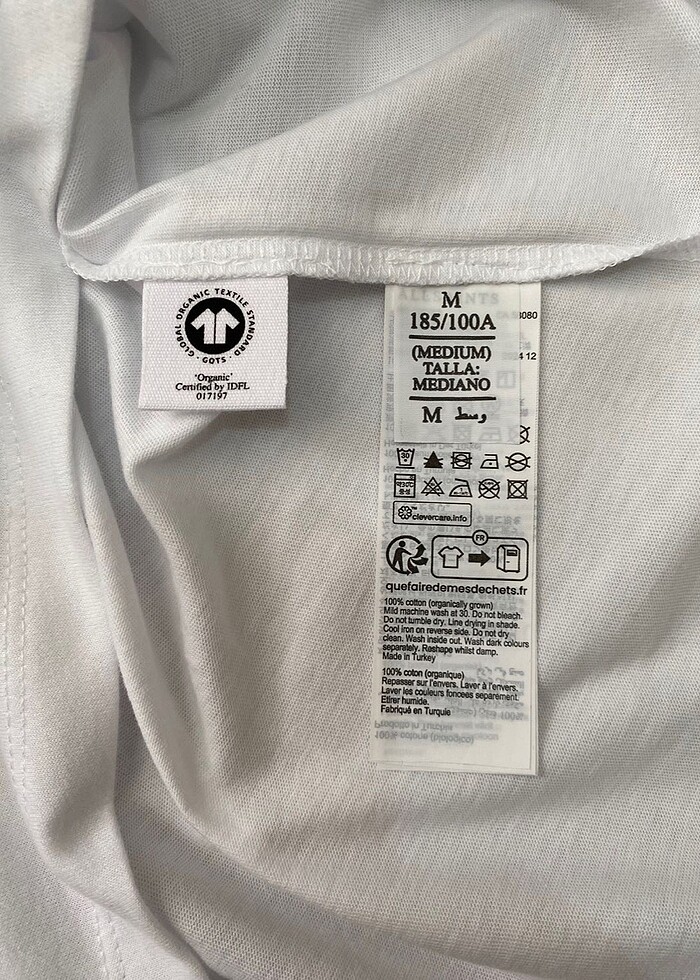 GLOBAL ORGANIC TEXTILE STANDARD
· GOTS ·
'Organic'
Certified by IDFL
017197
M
185/100A
(MEDIUM)
TALLA:
MEDIANO
M وسط
30
clevercare.info
FR
quefairedemesdechets.fr
100% cotton (organically grown)
Mild machine wash at 30. Do not bleach.
Do not tumble dry. Line drying in shade.
Cool iron on reverse side. Do not dry
clean. Wash inside out. Wash dark colours
separately. Reshape whilst damp.
Made in Turkey
100% coton (organique)
Repasser sur l'envers. Laver à l'envers.
Laver les couleurs foncees separement.
Etirer humide.
Fabriqué en Turquie